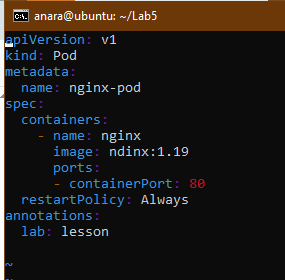 anara@ubuntu: ~/Lab5
apiVersion: v1
kind: Pod
metadata:
  name: nginx-pod
spec:
  containers:
    - name: nginx
      image: ndinx:1.19
      ports:
      - containerPort: 80
  restartPolicy: Always
annotations:
  lab: lesson
~
~